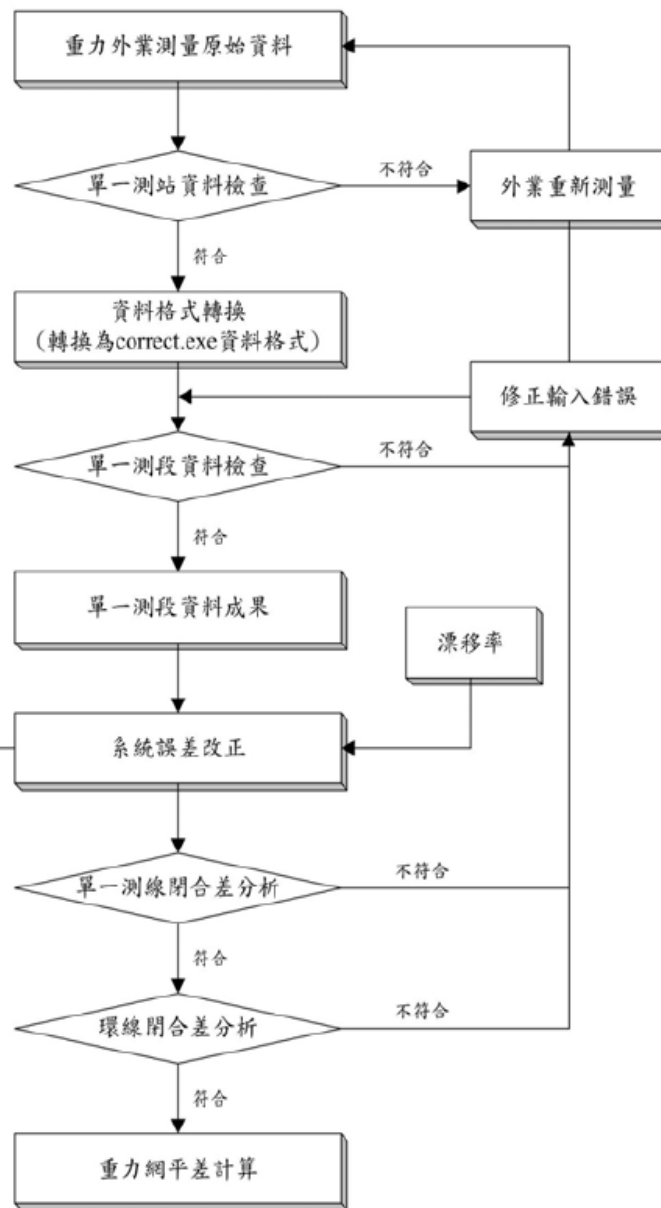 重力外業測量原始資料
單一測站資料檢查
不符合
外業重新測量
符合
資料格式轉換
(轉換為correct.exe資料格式)
修正輸入錯誤
單一測段資料檢查
不符合
符合
單一測段資料成果
漂移率
系統誤差改正
單一測線閉合差分析
不符合
符合
環線閉合差分析
不符合
符合
重力網平差計算